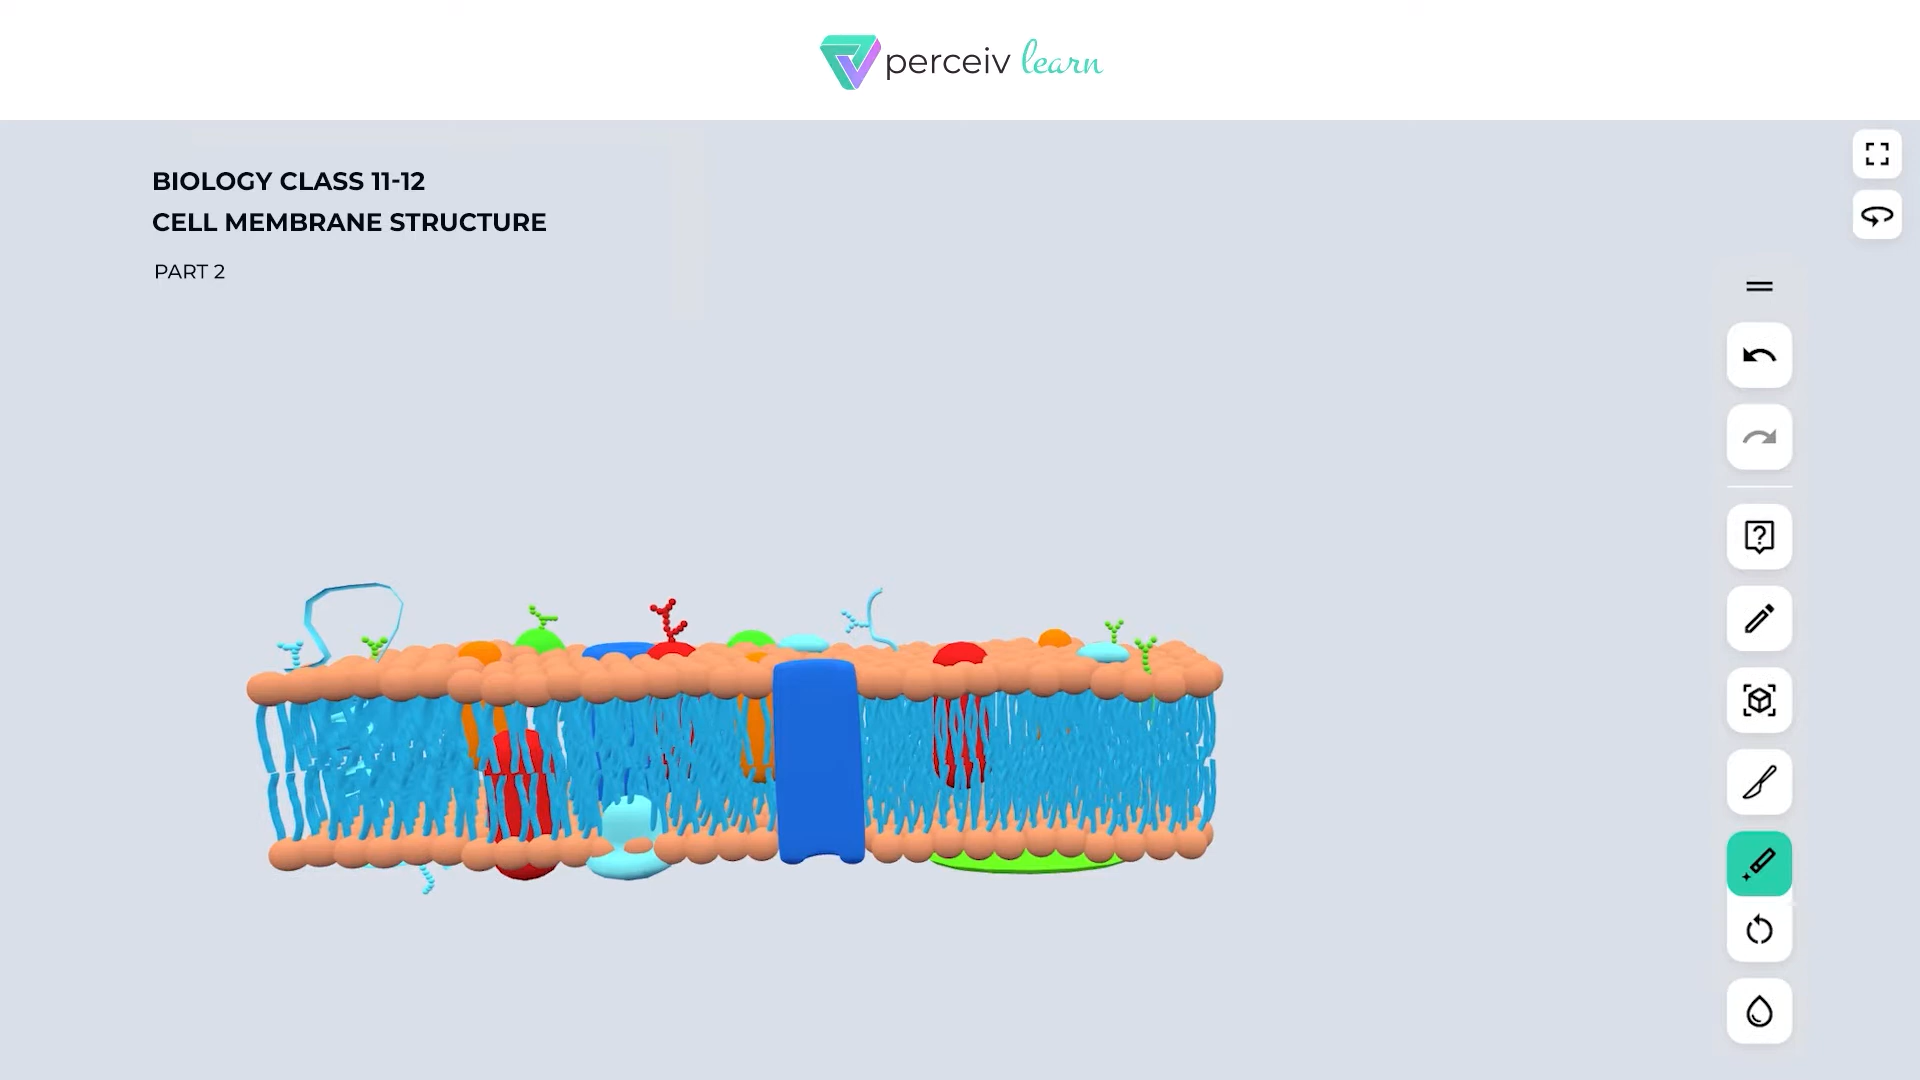 perceiv learn
BIOLOGY CLASS 11-12
CELL MEMBRANE STRUCTURE
PART 2